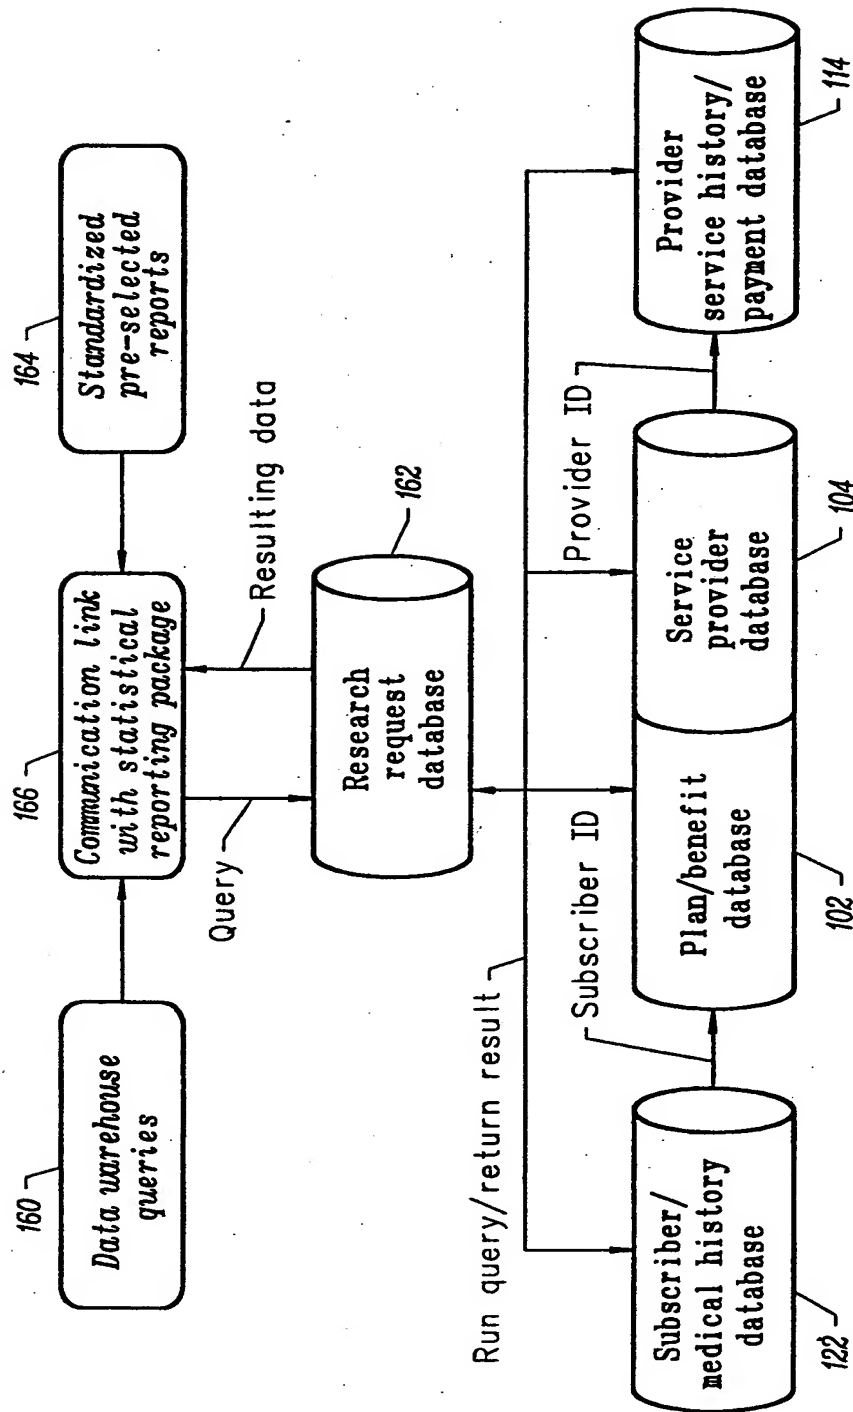 160
Data warehouse
queries
166
Communication link
with statistical
reporting package
164
Standardized
pre-selected
reports
Query
Resulting data
Research
request
database
162
Run query/return result
Subscriber ID
Provider ID
Subscriber/
medical history
database
122
Plan/benefit
database
102
Service
provider
database
104
Provider
service history/
payment database
114